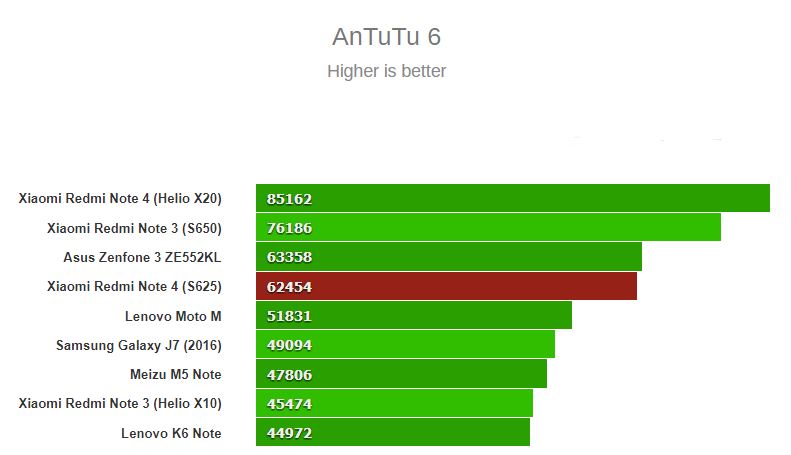 AnTuTu 6
Higher is better
Xiaomi Redmi Note 4 (Helio X20) 85162
Xiaomi Redmi Note 3 (S650) 76186
Asus Zenfone 3 ZE552KL 63358
Xiaomi Redmi Note 4 (S625) 62454
Lenovo Moto M 51831
Samsung Galaxy J7 (2016) 49094
Meizu M5 Note 47806
Xiaomi Redmi Note 3 (Helio X10) 45474
Lenovo K6 Note 44972